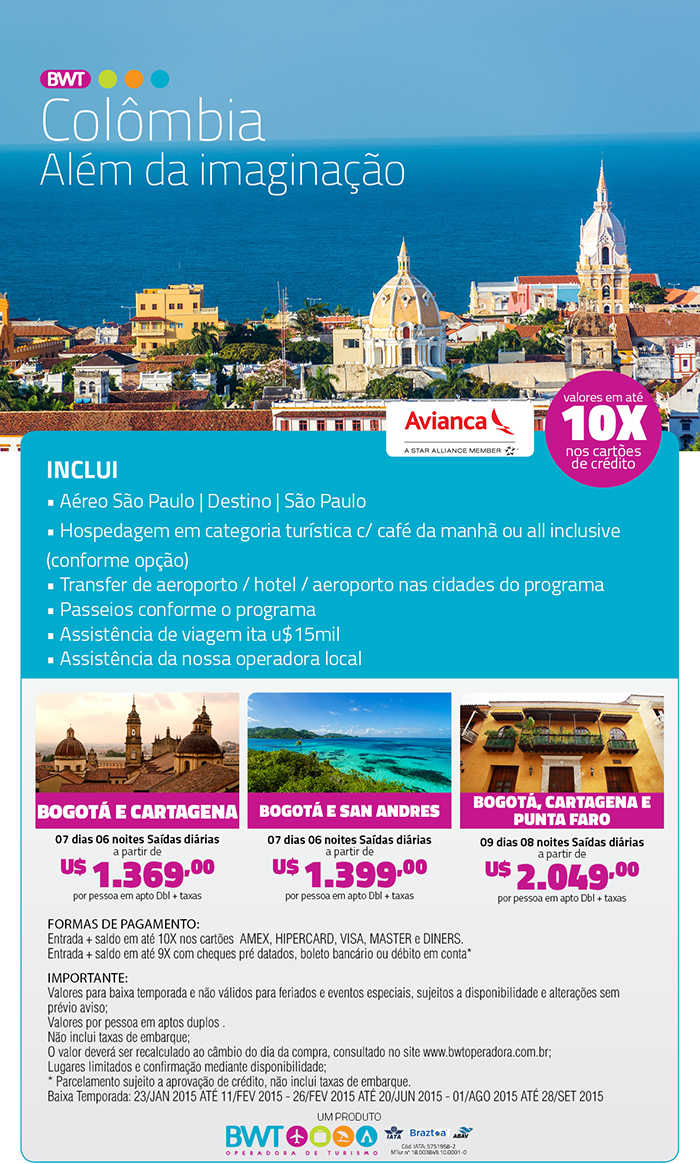 BWT
Colômbia
Além da imaginação
Avianca
A STAR ALLIANCE MEMBER
valores em até
10X
nos cartões
de crédito
INCLUI
▪ Aéreo São Paulo | Destino | São Paulo
▪ Hospedagem em categoria turística c/ café da manhã ou all inclusive
(conforme opção)
▪ Transfer de aeroporto / hotel / aeroporto nas cidades do programa
▪ Passeios conforme o programa
▪ Assistência de viagem ita u$15mil
▪ Assistência da nossa operadora local
BOGOTÁ E CARTAGENA
07 dias 06 noites Saídas diárias
a partir de
U$ 1.369,00
por pessoa em apto Dbl + taxas
BOGOTÁ E SAN ANDRES
07 dias 06 noites Saídas diárias
a partir de
U$ 1.399,00
por pessoa em apto Dbl + taxas
BOGOTÁ, CARTAGENA E
PUNTA FARO
09 dias 08 noites Saídas diárias
a partir de
U$ 2.049,00
por pessoa em apto Dbl + taxas
FORMAS DE PAGAMENTO:
Entrada + saldo em até 10X nos cartões AMEX, HIPERCARD, VISA, MASTER e DINERS.
Entrada + saldo em até 9X com cheques pré datados, boleto bancário ou débito em conta*
IMPORTANTE:
Valores para baixa temporada e não válidos para feriados e eventos especiais, sujeitos a disponibilidade e alterações sem
prévio aviso;
Valores por pessoa em aptos duplos .
Não inclui taxas de embarque;
O valor deverá ser recalculado ao câmbio do dia da compra, consultado no site www.bwtoperadora.com.br;
Lugares limitados e confirmação mediante disponibilidade;
* Parcelamento sujeito a aprovação de crédito, não inclui taxas de embarque.
Baixa Temporada: 23/JAN 2015 ATÉ 11/FEV 2015 - 26/FEV 2015 ATÉ 20/JUN 2015 - 01/AGO 2015 ATÉ 28/SET 2015
UM PRODUTO
BWT
OPERADORA DE TURISMO
IATA Braztoa ABAV
Cód. IATA: 5751958-2
MTur nº 18.003849.10.0001-0